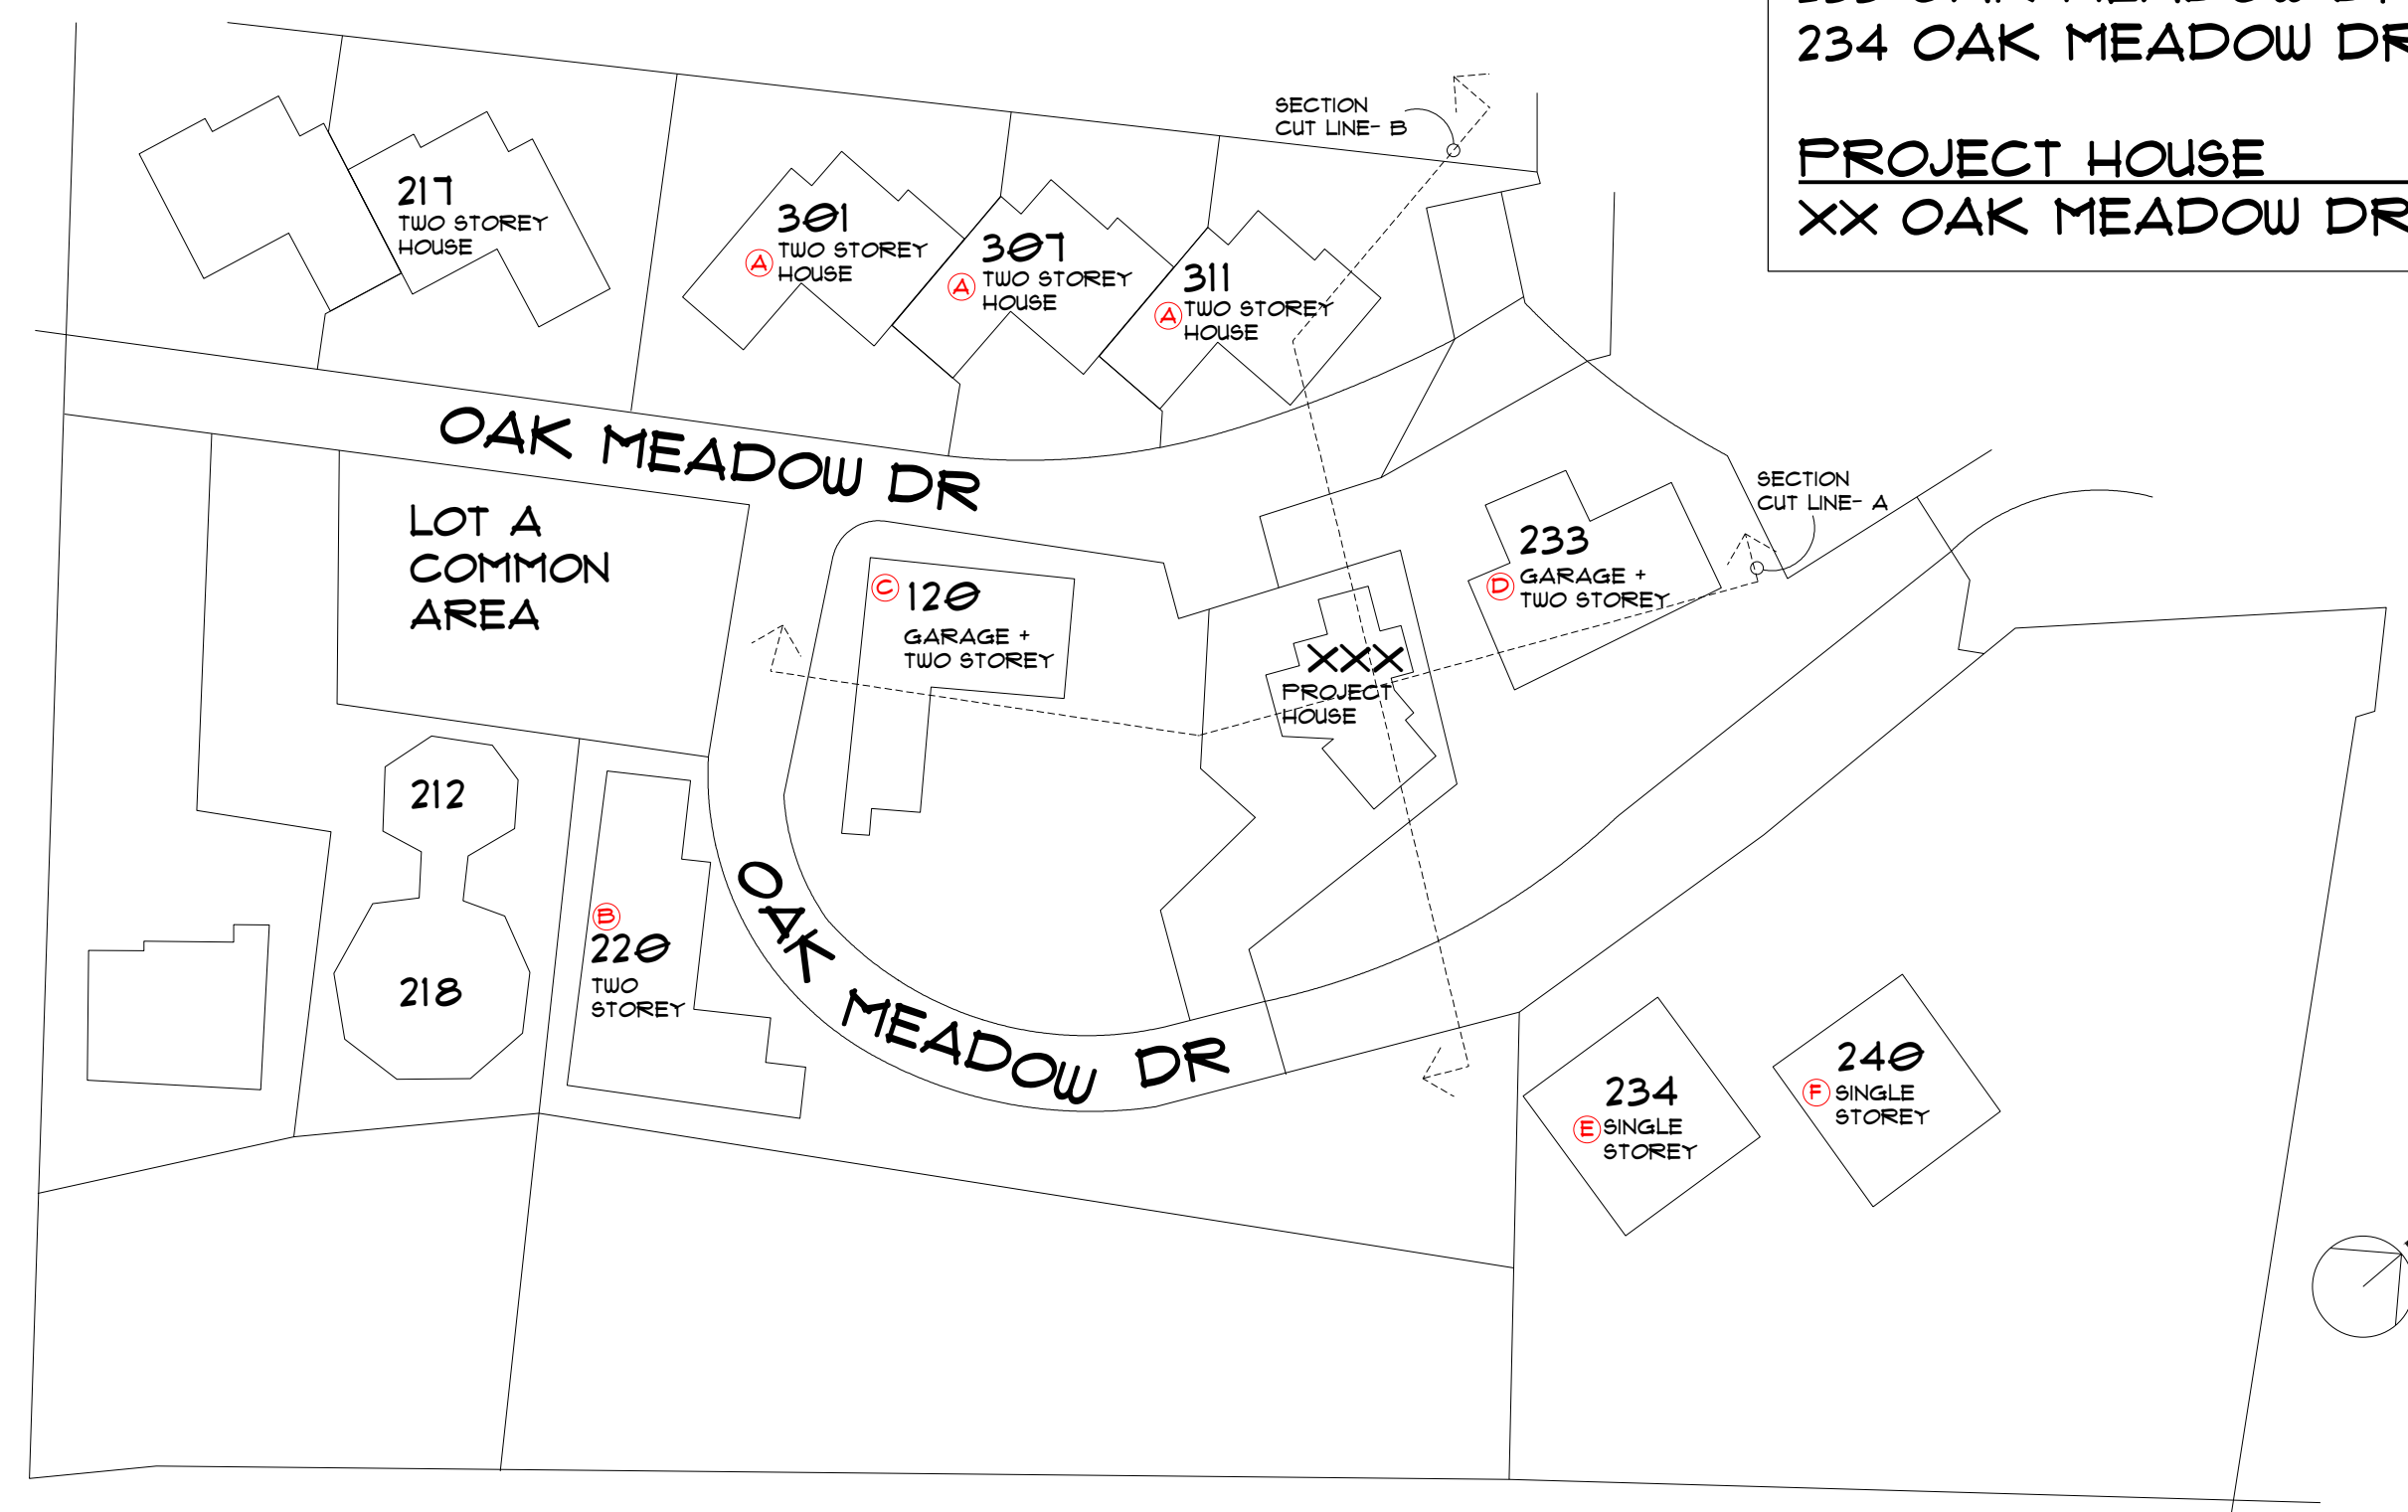 234 OAK MEADOW DR
PROJECT HOUSE
XX OAK MEADOW DR
SECTION
CUT LINE- B
217
TWO STOREY
HOUSE
301
A TWO STOREY
HOUSE
307
A TWO STOREY
HOUSE
311
A TWO STOREY
HOUSE
OAK MEADOW DR
SECTION
CUT LINE- A
LOT A
COMMON
AREA
C 120
GARAGE +
TWO STOREY
233
D GARAGE +
TWO STOREY
XXX
PROJECT
HOUSE
212
218
B
220
TWO
STOREY
OAK MEADOW DR
234
E SINGLE
STOREY
240
F SINGLE
STOREY